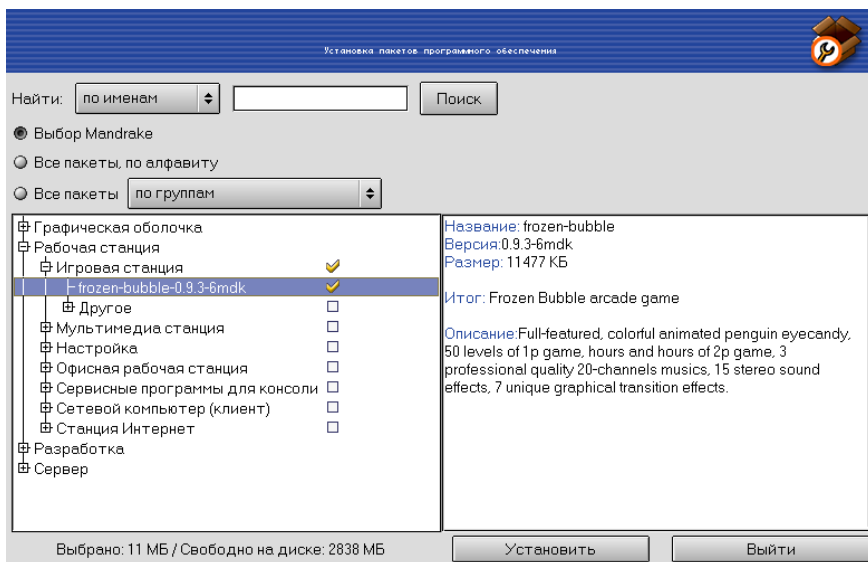 Установка пакетов программного обеспечения
Найти: по именам Поиск
Выбор Mandrake
Все пакеты, по алфавиту
Все пакеты по группам
Графическая оболочка
Рабочая станция
Игровая станция
frozen-bubble-0.9.3-6mdk
Другое
Мультимедиа станция
Настройка
Офисная рабочая станция
Сервисные программы для консоли
Сетевой компьютер (клиент)
Станция Интернет
Разработка
Сервер
Название: frozen-bubble
Версия:0.9.3-6mdk
Размер: 11477 КБ
Итог: Frozen Bubble arcade game
Описание:Full-featured, colorful animated penguin eyecandy,
50 levels of 1p game, hours and hours of 2p game, 3
professional quality 20-channels musics, 15 stereo sound
effects, 7 unique graphical transition effects.
Выбрано: 11 МБ / Свободно на диске: 2838 МБ
Установить Выйти